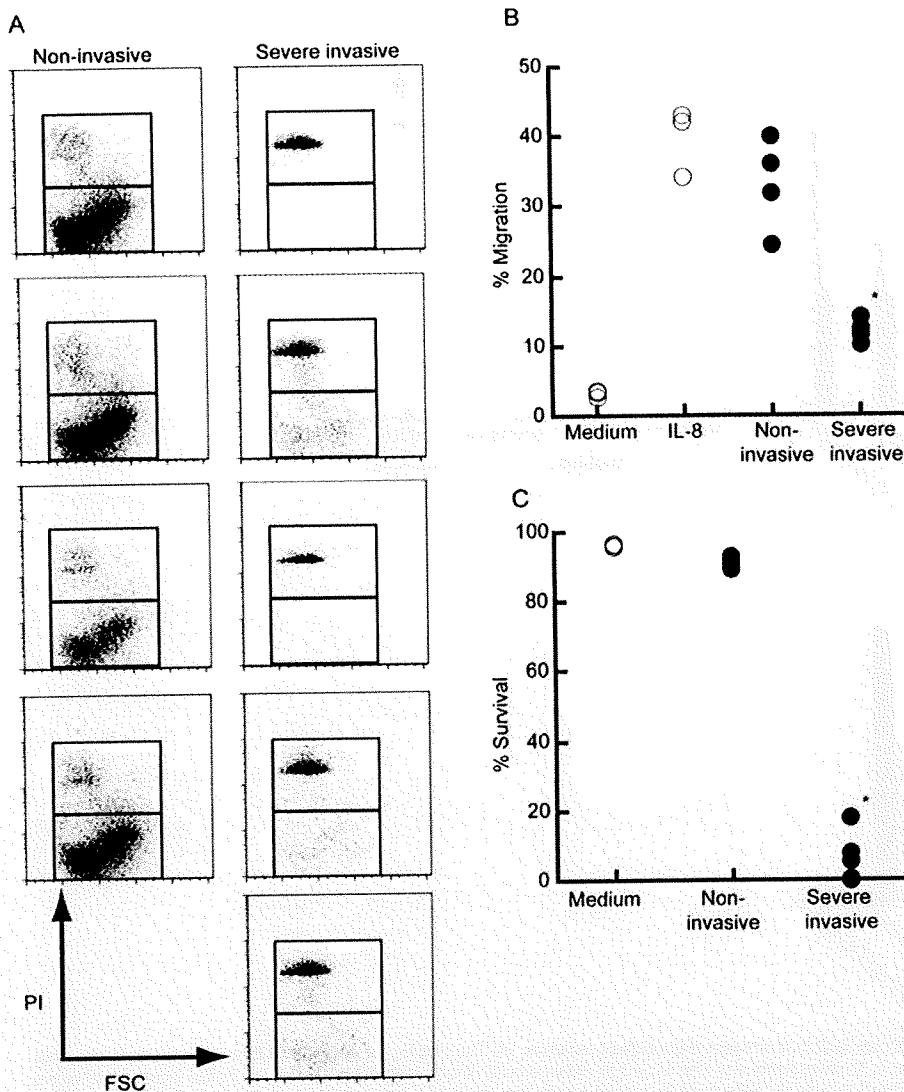 A
Non-invasive
Severe invasive
PI
FSC
B
% Migration
50
40
30
20
10
0
*
Medium
IL-8
Non-
invasive
Severe
invasive
C
% Survival
100
80
60
40
20
0
*
Medium
Non-
invasive
Severe
invasive